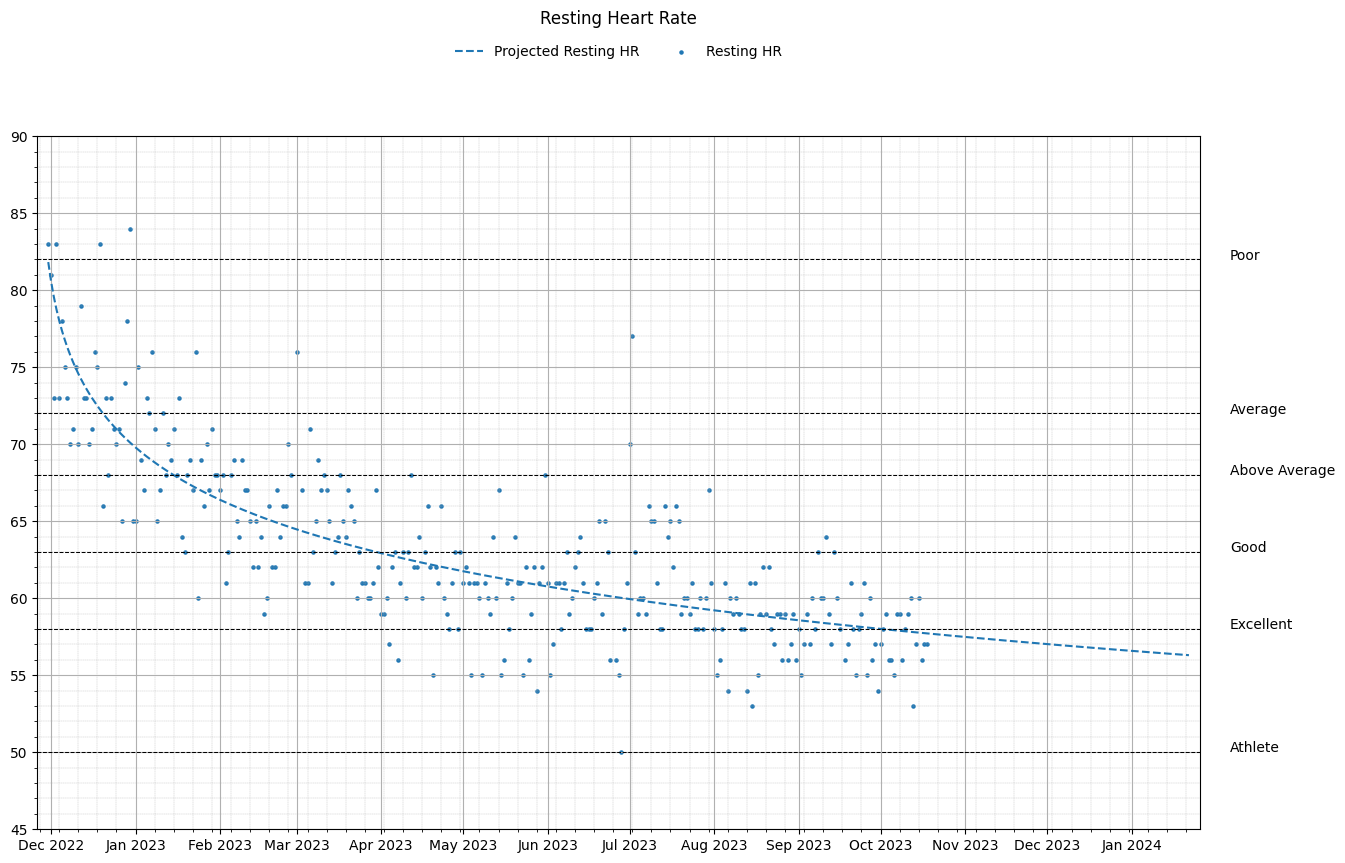 Resting Heart Rate
Projected Resting HR Resting HR
90
85
Poor
80
75
Average
70
Above Average
65
Good
60
Excellent
55
50
Athlete
45
Dec 2022 Jan 2023 Feb 2023 Mar 2023 Apr 2023 May 2023 Jun 2023 Jul 2023 Aug 2023 Sep 2023 Oct 2023 Nov 2023 Dec 2023 Jan 2024